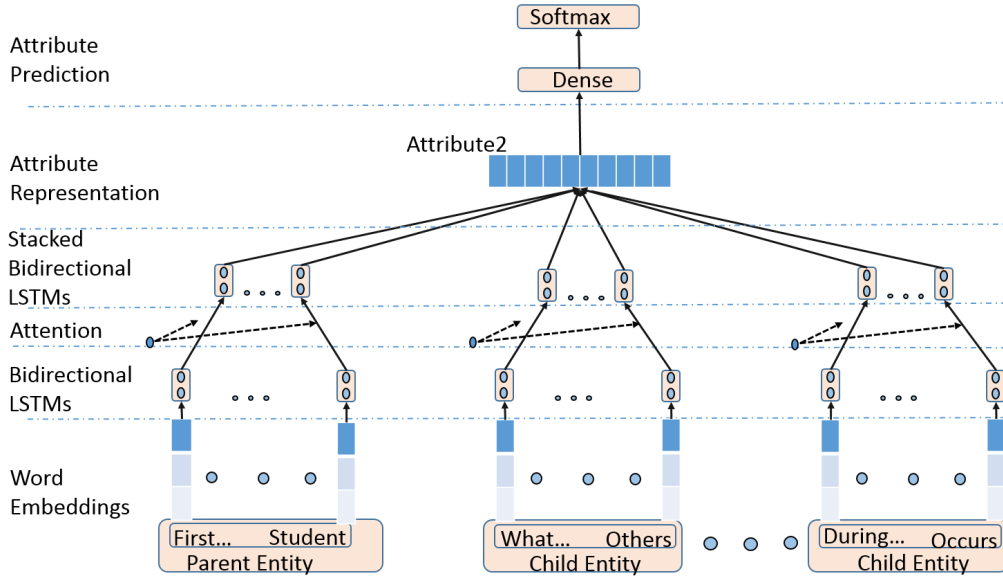 Softmax
Attribute
Prediction
Dense
Attribute2
Attribute
Representation
Stacked
Bidirectional
LSTMs
Attention
Bidirectional
LSTMs
Word
Embeddings
First... Student
Parent Entity
What... Others
Child Entity
During... Occurs
Child Entity